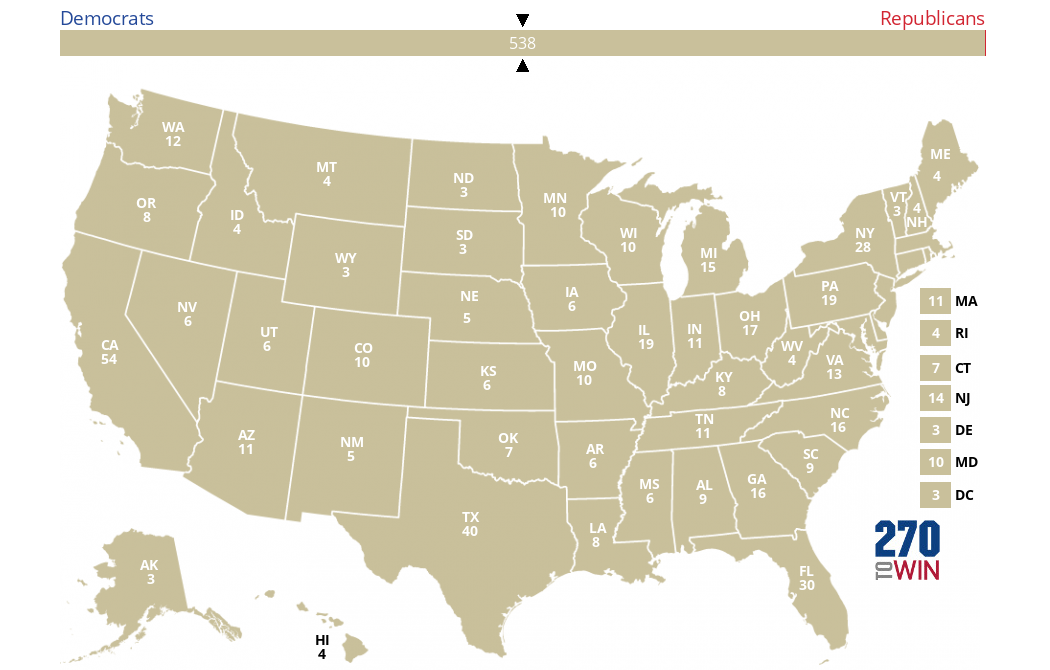 Democrats
Republicans
538
WA
12
OR
8
CA
54
NV
6
ID
4
MT
4
WY
3
UT
6
CO
10
AZ
11
NM
5
ND
3
SD
3
NE
5
KS
6
OK
7
TX
40
MN
10
IA
6
MO
10
AR
6
LA
8
WI
10
IL
19
MI
15
IN
11
OH
17
KY
8
TN
11
MS
6
AL
9
GA
16
FL
30
SC
9
NC
16
VA
13
WV
4
PA
19
NY
28
VT
3
4
NH
ME
4
11 MA
4 RI
7 CT
14 NJ
3 DE
10 MD
3 DC
AK
3
HI
4
270
TO WIN